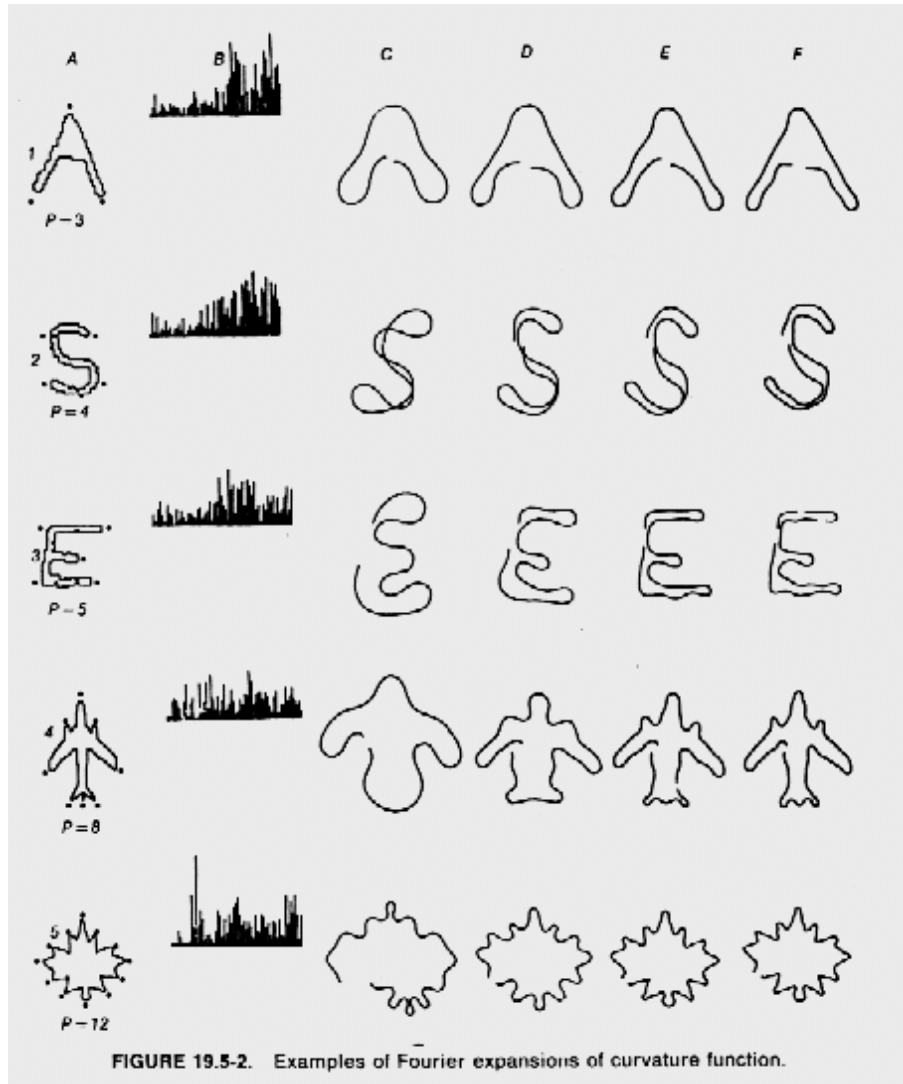 A B C D E F
1
P-3
2
P=4
3
P-5
4
P=8
5
P-12
FIGURE 19.5-2. Examples of Fourier expansions of curvature function.